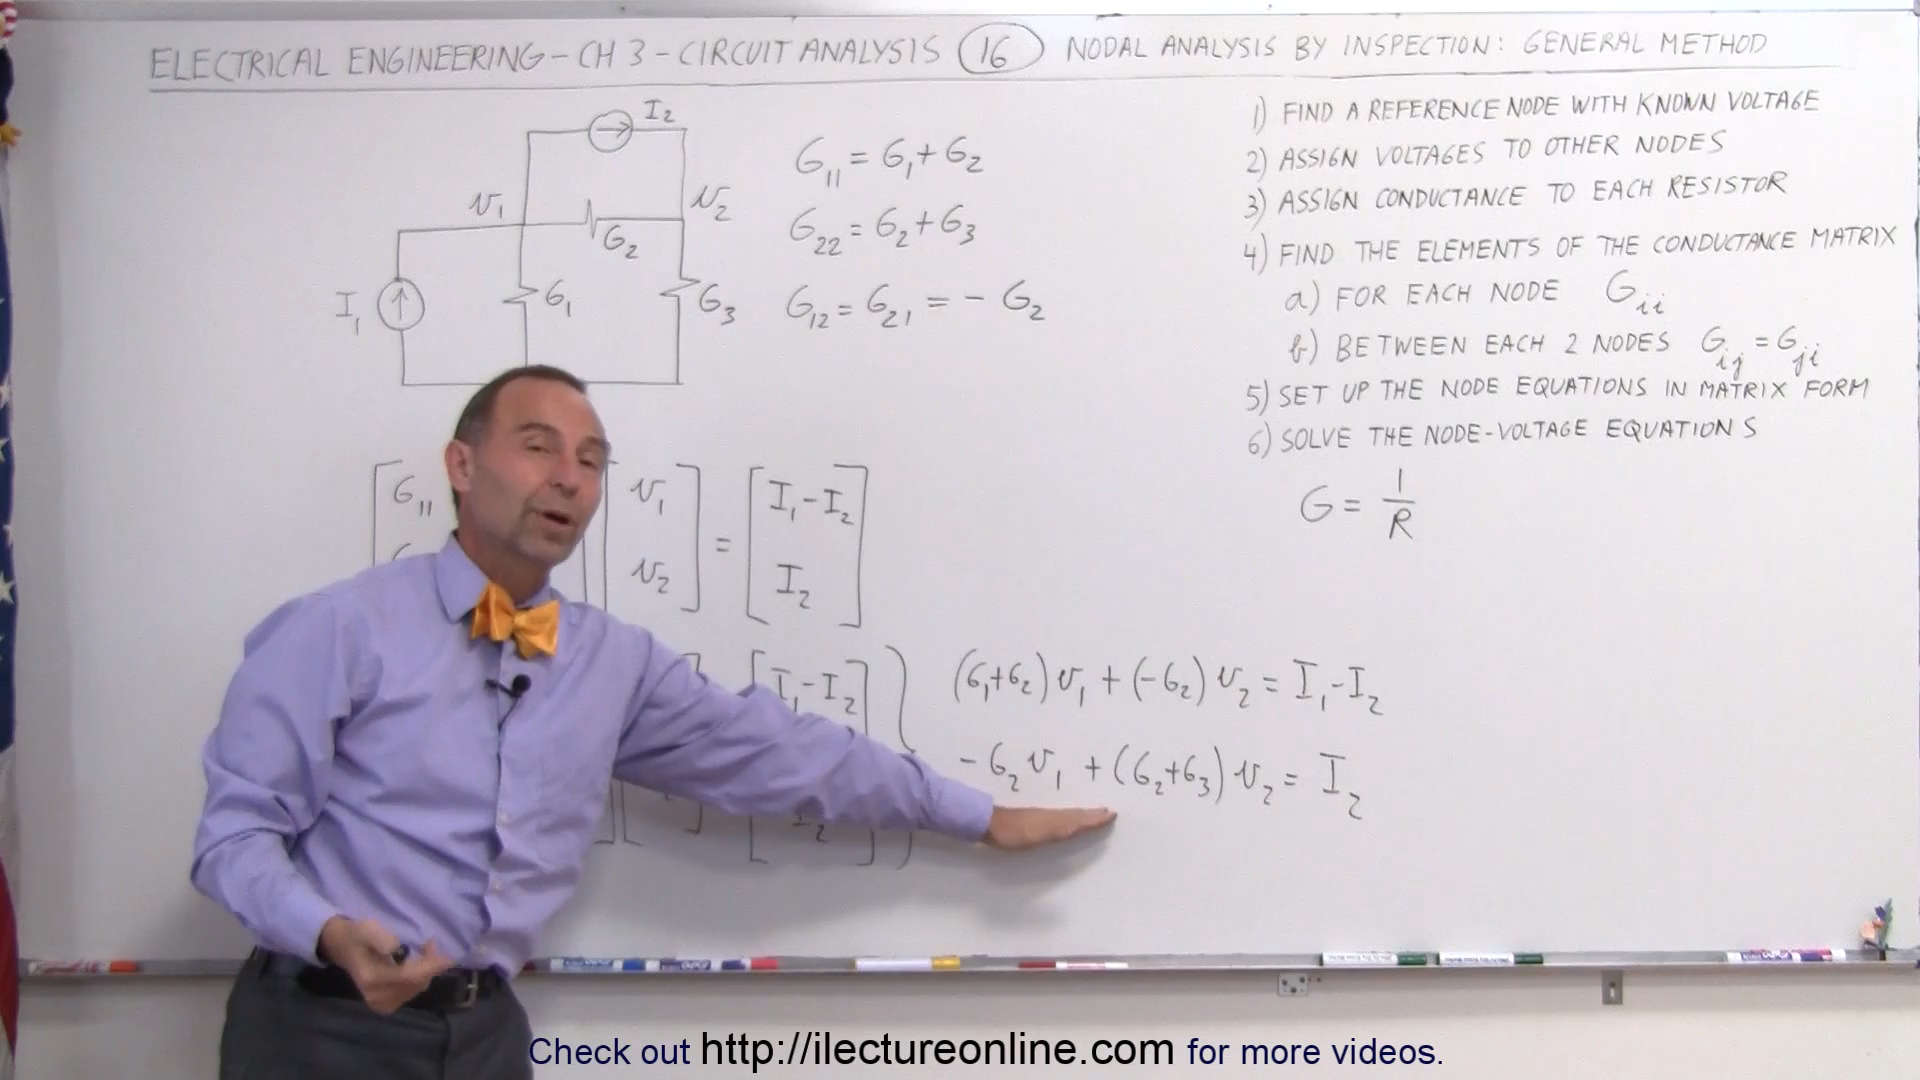 ELECTRICAL ENGINEERING - CH 3 - CIRCUIT ANALYSIS 16 NODAL ANALYSIS BY INSPECTION: GENERAL METHOD
I₂
v₁
v₂
G₂
I₁
G₁
G₃
G₁₁ = G₁ + G₂
G₂₂ = G₂ + G₃
G₁₂ = G₂₁ = - G₂
1) FIND A REFERENCE NODE WITH KNOWN VOLTAGE
2) ASSIGN VOLTAGES TO OTHER NODES
3) ASSIGN CONDUCTANCE TO EACH RESISTOR
4) FIND THE ELEMENTS OF THE CONDUCTANCE MATRIX
a) FOR EACH NODE Gᵢᵢ
b) BETWEEN EACH 2 NODES Gᵢⱼ = Gⱼᵢ
5) SET UP THE NODE EQUATIONS IN MATRIX FORM
6) SOLVE THE NODE-VOLTAGE EQUATIONS
G = 1/R
G₁₁ v₁ = I₁ - I₂
v₂ I₂
I₁ - I₂
I₂
(G₁+G₂) v₁ + (-G₂) v₂ = I₁ - I₂
- G₂ v₁ + (G₂+G₃) v₂ = I₂
Check out http://ilectureonline.com for more videos.